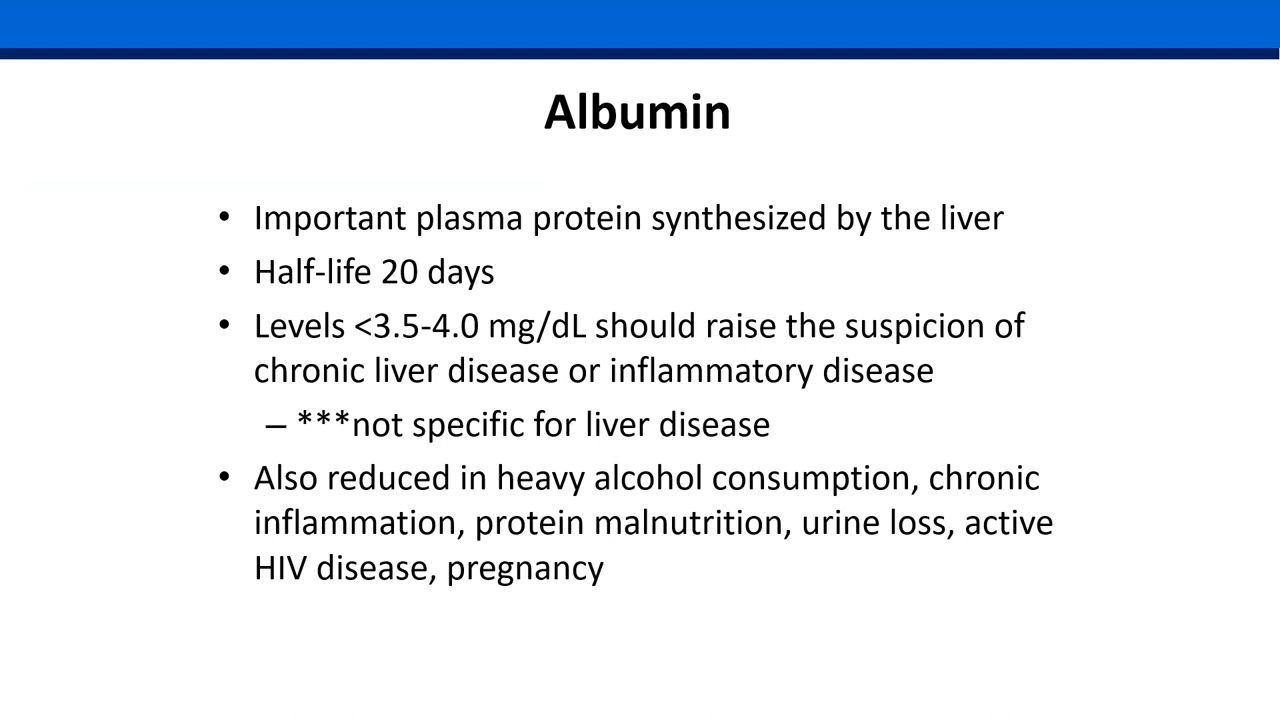 Albumin
• Important plasma protein synthesized by the liver
• Half-life 20 days
• Levels <3.5-4.0 mg/dL should raise the suspicion of
chronic liver disease or inflammatory disease
– ***not specific for liver disease
• Also reduced in heavy alcohol consumption, chronic
inflammation, protein malnutrition, urine loss, active
HIV disease, pregnancy